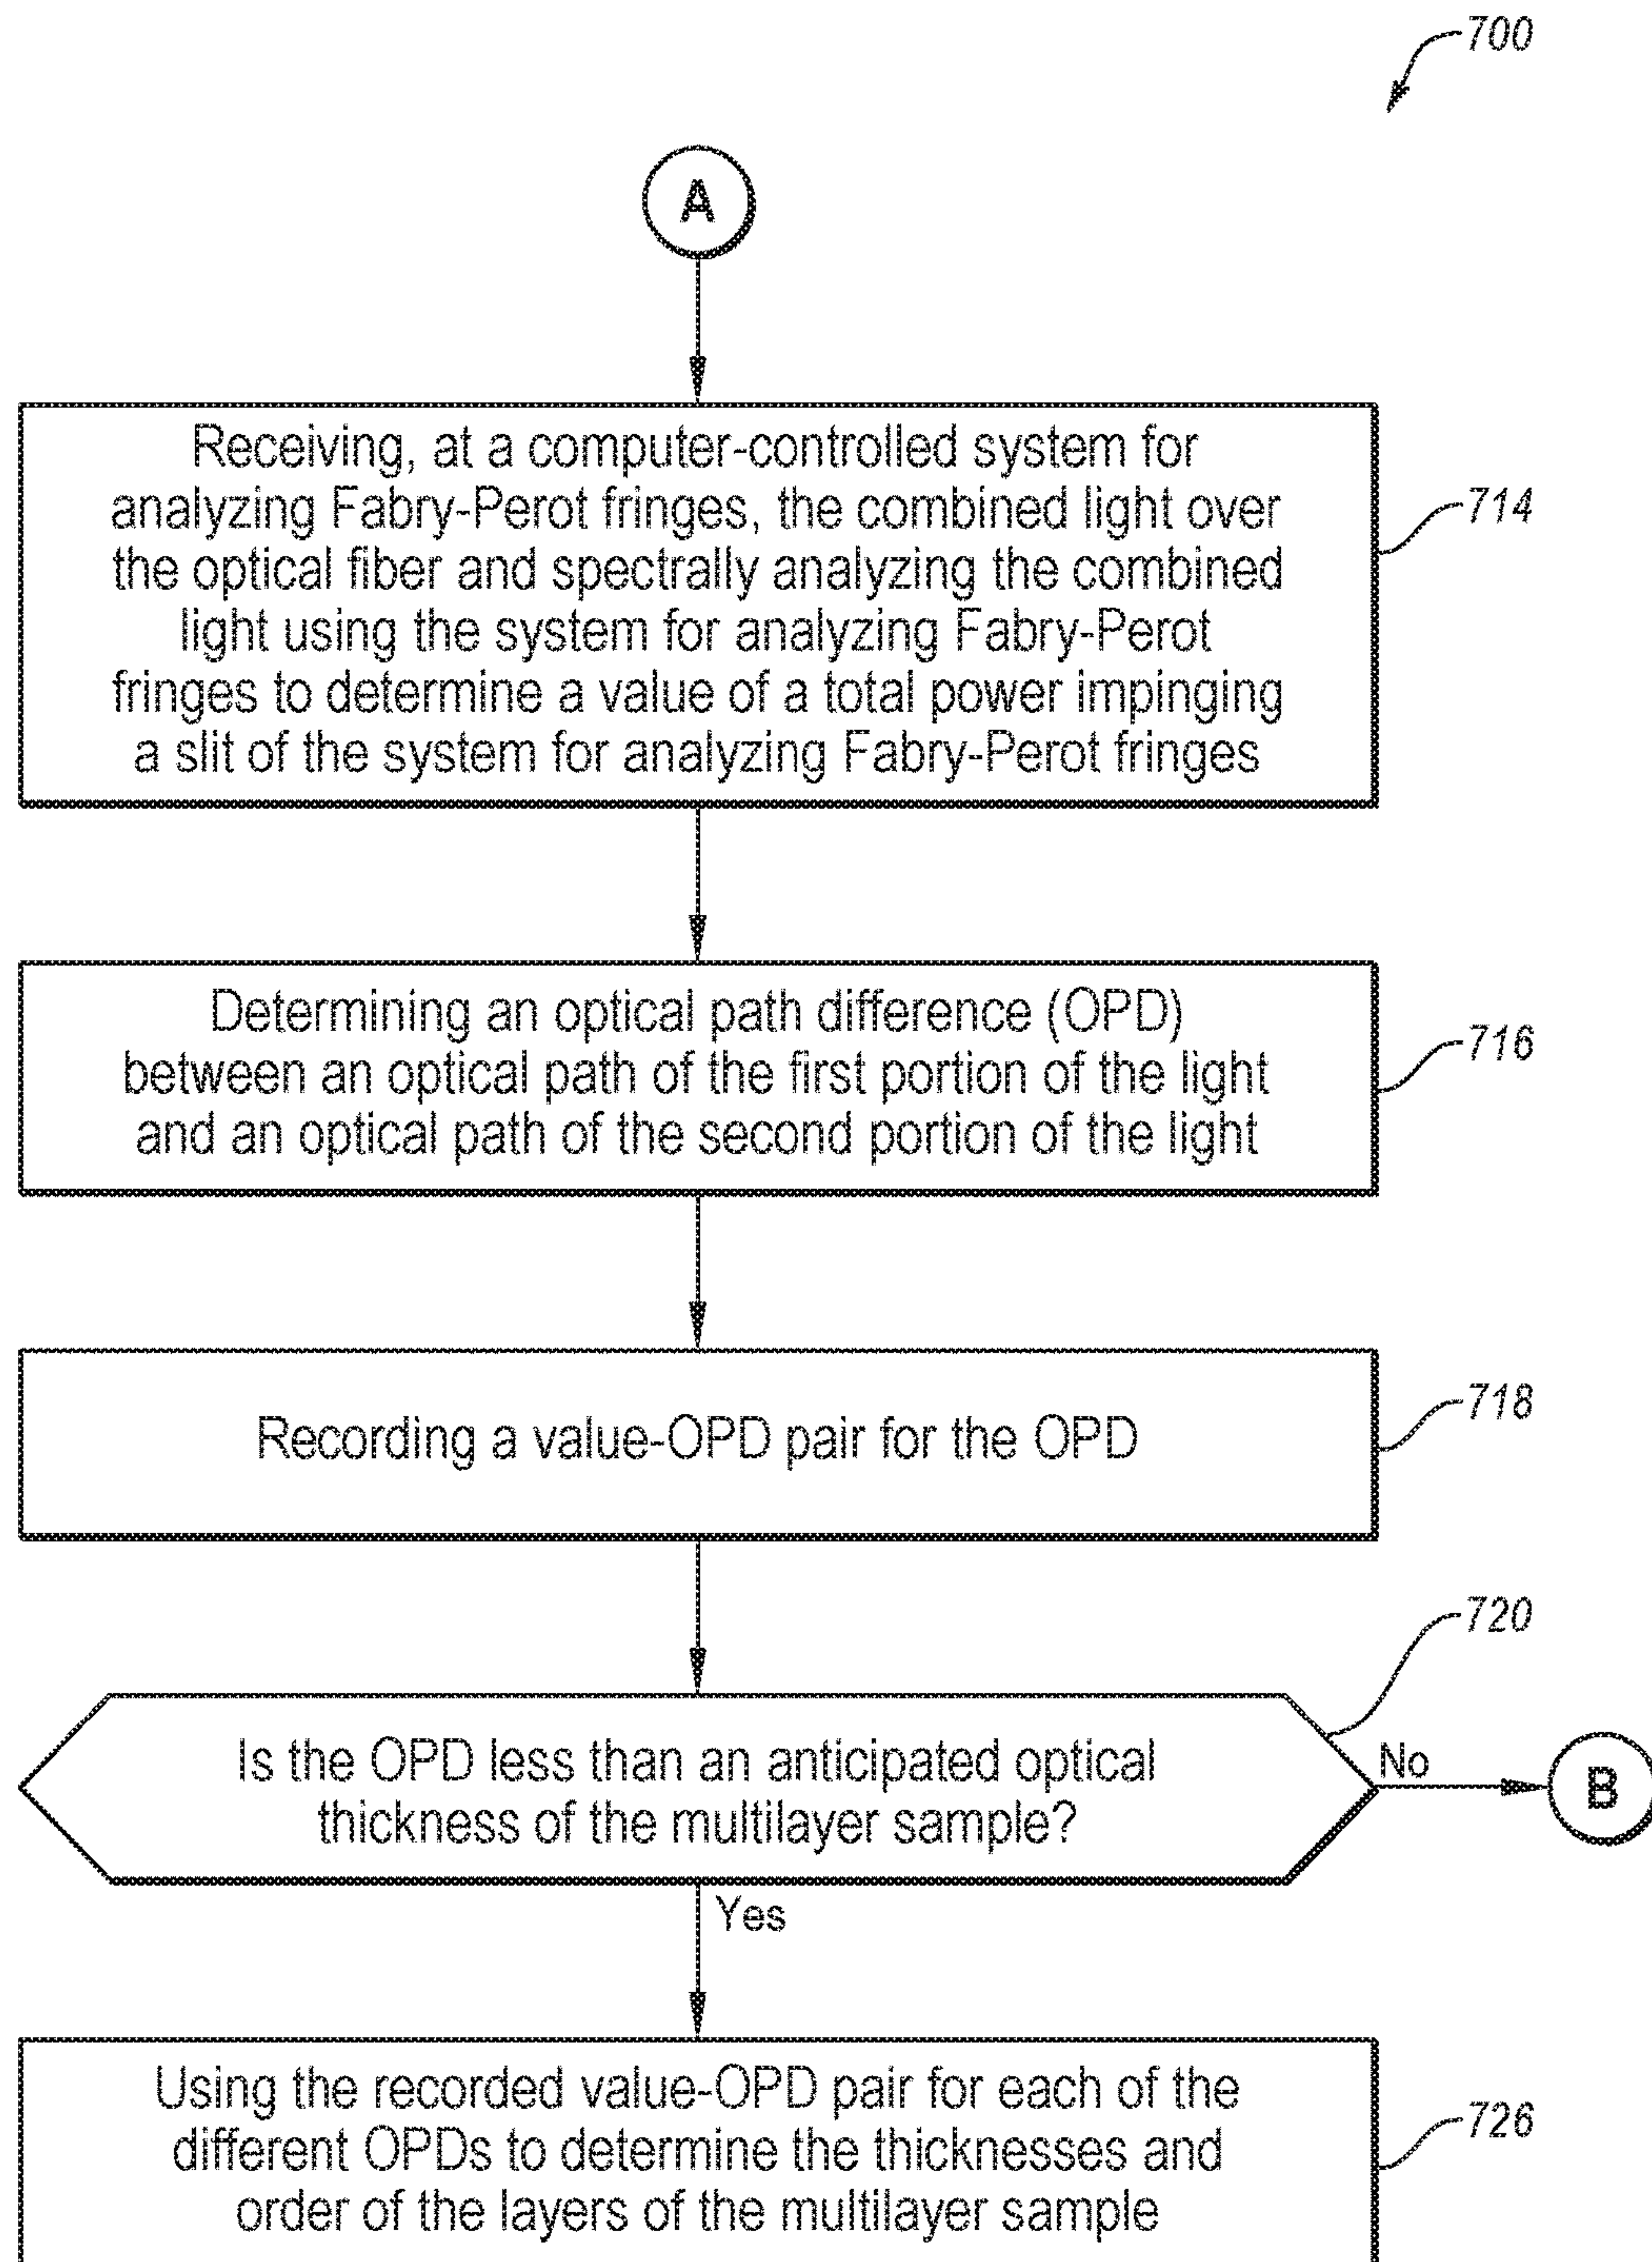 700
A
Receiving, at a computer-controlled system for
analyzing Fabry-Perot fringes, the combined light over
the optical fiber and spectrally analyzing the combined
light using the system for analyzing Fabry-Perot
fringes to determine a value of a total power impinging
a slit of the system for analyzing Fabry-Perot fringes
714
Determining an optical path difference (OPD)
between an optical path of the first portion of the light
and an optical path of the second portion of the light
716
Recording a value-OPD pair for the OPD
718
720
Is the OPD less than an anticipated optical
thickness of the multilayer sample?
No
B
Yes
Using the recorded value-OPD pair for each of the
different OPDs to determine the thicknesses and
order of the layers of the multilayer sample
726